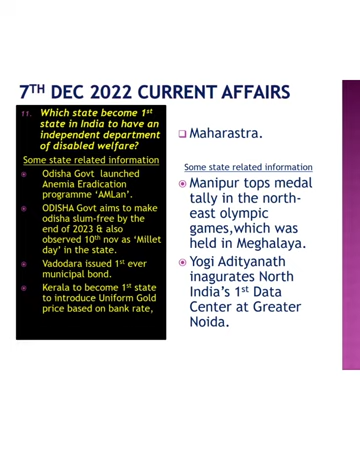 7TH DEC 2022 CURRENT AFFAIRS
11. Which state become 1st
state in India to have an
independent department
of disabled welfare?
Some state related information
Odisha Govt launched
Anemia Eradication
programme ‘AMLan’.
ODISHA Govt aims to make
odisha slum-free by the
end of 2023 & also
observed 10th nov as ‘Millet
day’ in the state.
Vadodara issued 1st ever
municipal bond.
Kerala to become 1st state
to introduce Uniform Gold
price based on bank rate,
Maharastra.
Some state related information
Manipur tops medal
tally in the north-
east olympic
games,which was
held in Meghalaya.
Yogi Adityanath
inagurates North
India’s 1st Data
Center at Greater
Noida.